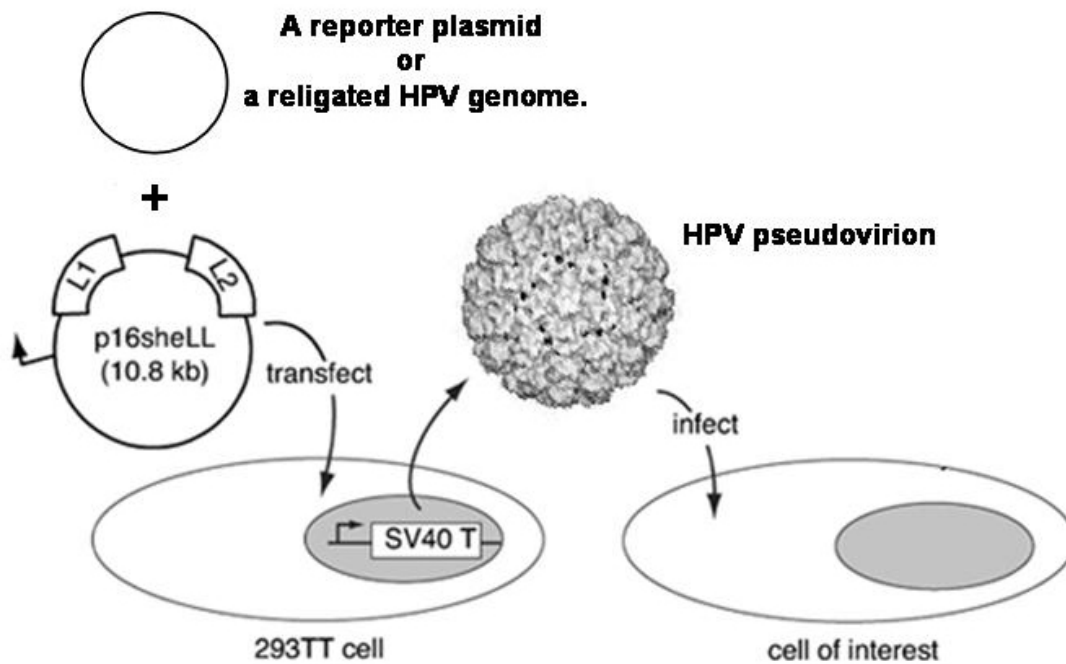 A reporter plasmid
or
a religated HPV genome.
+
L1
L2
p16sheLL
(10.8 kb)
transfect
HPV pseudovirion
infect
SV40 T
293TT cell
cell of interest